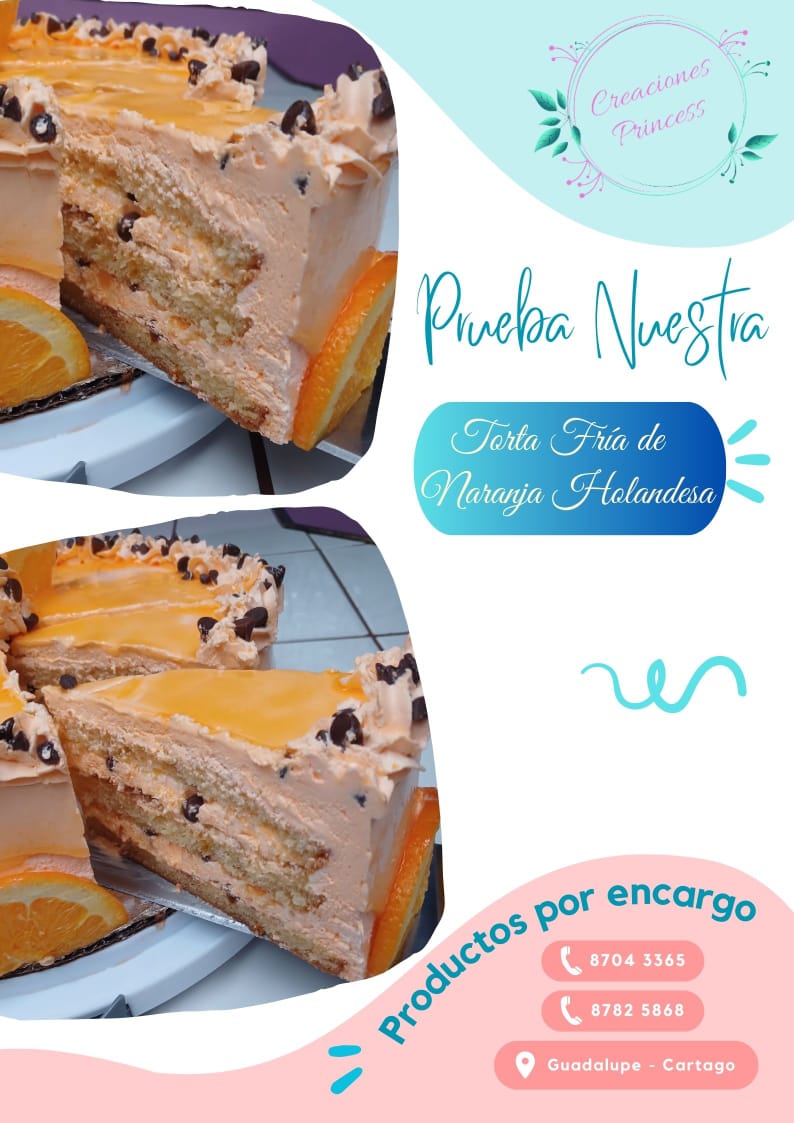 Creaciones
Princess
Prueba Nuestra
Torta Fría de
Naranja Holandesa
Productos por encargo
8704 3365
8782 5868
Guadalupe - Cartago